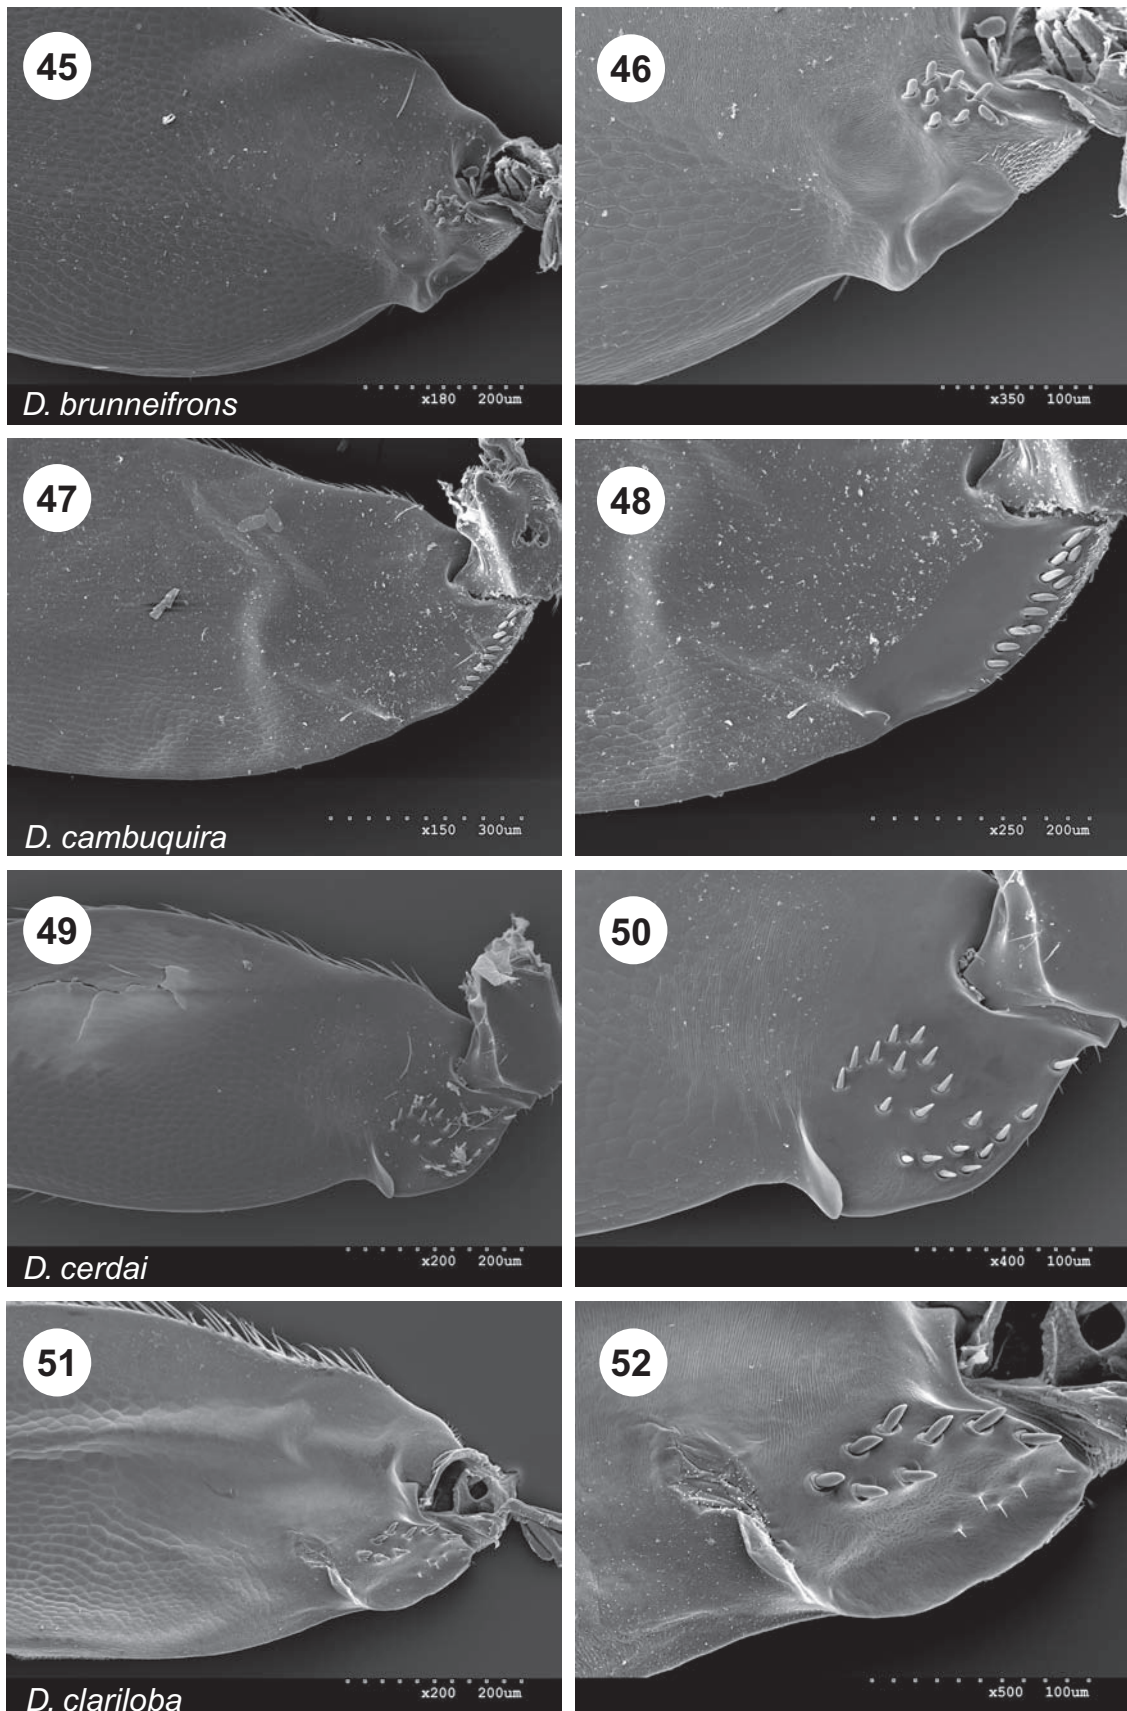 45
x180 200um
D. brunneifrons
46
x350 100um
47
x150 300um
D. cambuquira
48
x250 200um
49
x200 200um
D. cerdai
50
x400 100um
51
x200 200um
D. clariloba
52
x500 100um